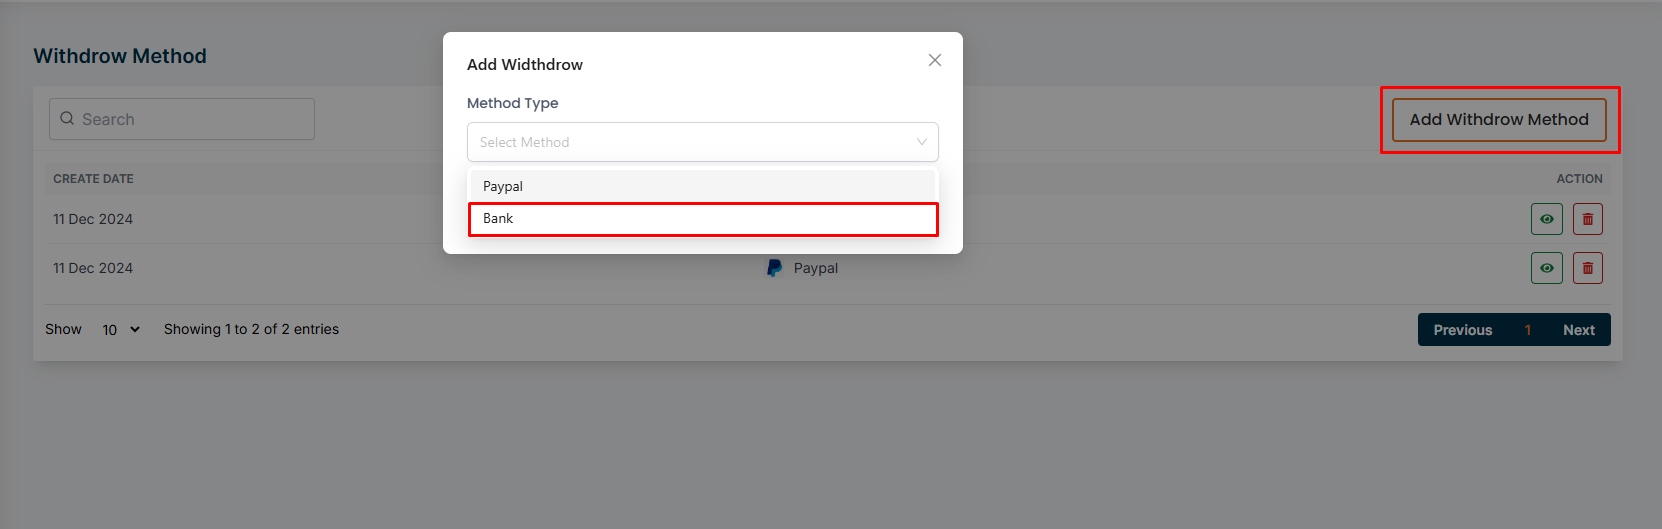 Withdrow Method
Add Widthdrow
Method Type
Search
Select Method
Add Withdrow Method
Paypal
Bank
CREATE DATE
ACTION
11 Dec 2024
11 Dec 2024
Paypal
Show 10 Showing 1 to 2 of 2 entries
Previous 1 Next